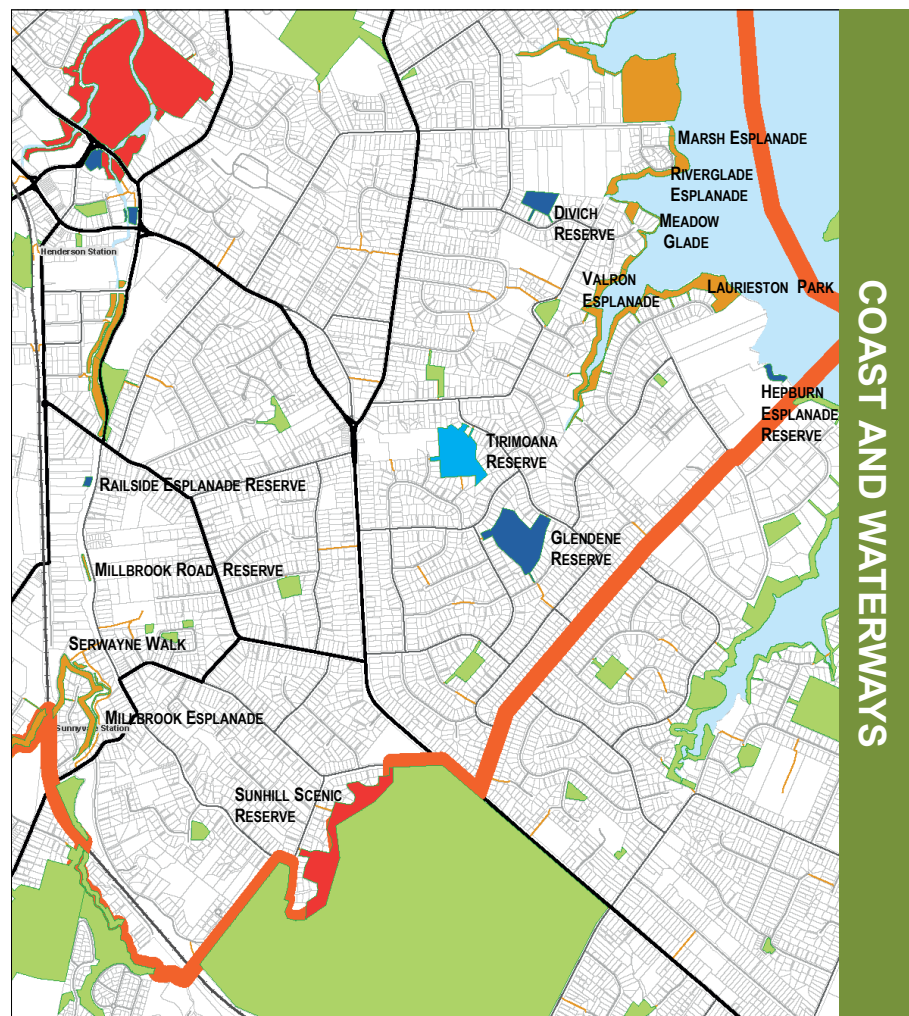 MARSH ESPLANADE
RIVERGLADE
ESPLANADE
DIVICH
RESERVE
MEADOW
GLADE
Henderson Station
VALRON
ESPLANADE
LAURIESTON PARK
HEPBURN
ESPLANADE
RESERVE
TIRIMOANA
RESERVE
RAILSIDE ESPLANADE RESERVE
GLENDENE
RESERVE
MILLBROOK ROAD RESERVE
SERWAYNE WALK
MILLBROOK ESPLANADE
Sunnyvale Station
SUNHILL SCENIC
RESERVE
COAST AND WATERWAYS